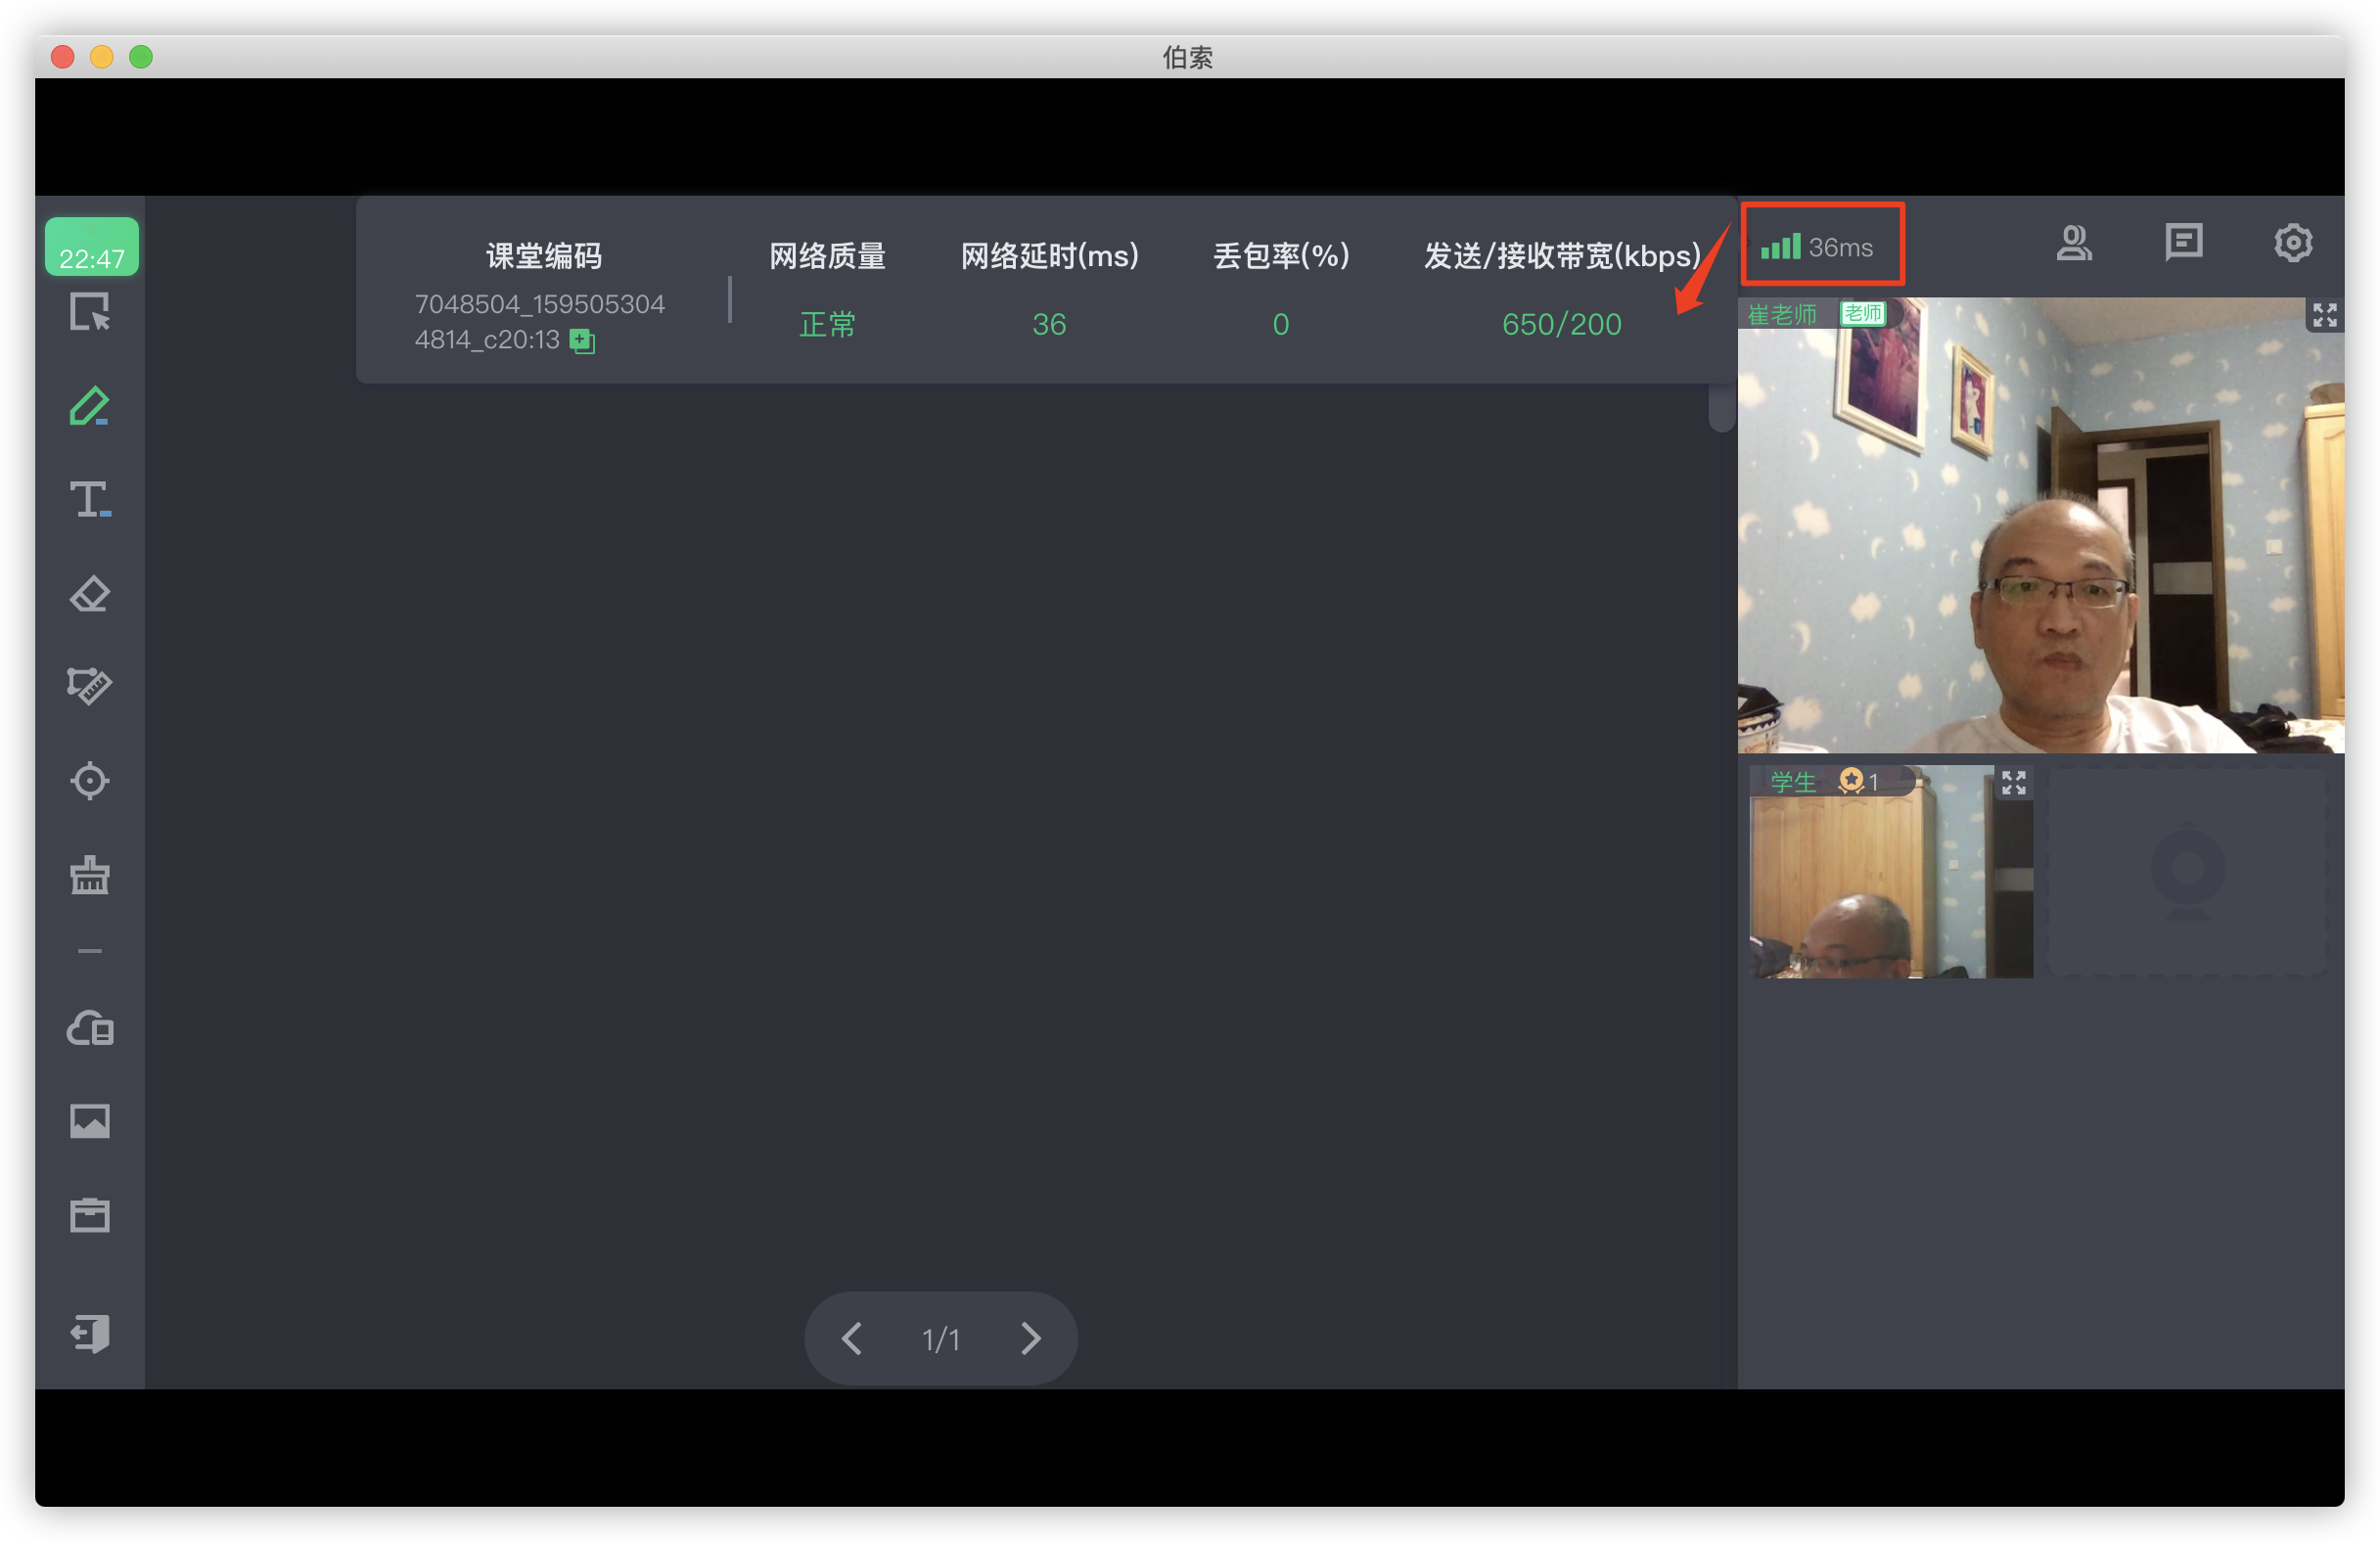 伯索
22:47
课堂编码
7048504_159505304
4814_c20:13
网络质量
正常
网络延时(ms)
36
丢包率(%)
0
发送/接收带宽(kbps)
650/200
36ms
崔老师 老师
学生 1
1/1